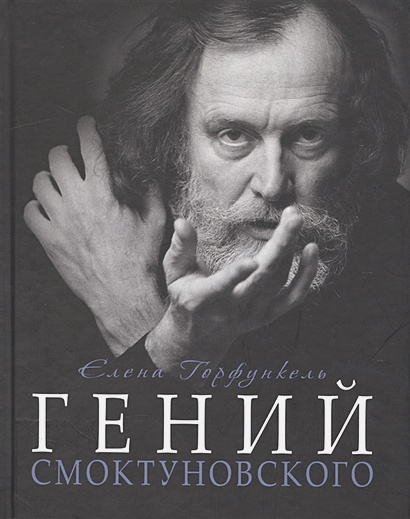 Елена Горфункель
ГЕНИЙ
СМОКТУНОВСКОГО